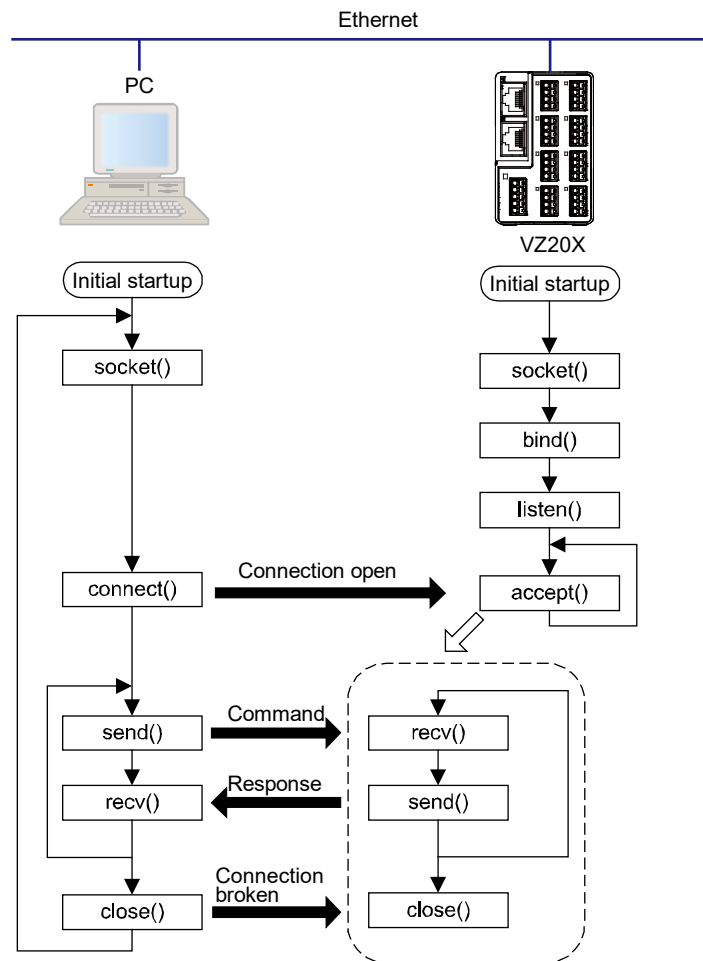 Ethernet
PC
VZ20X
Initial startup
Initial startup
socket()
socket()
bind()
listen()
connect()
Connection open
accept()
send()
Command
recv()
recv()
Response
send()
close()
Connection
broken
close()